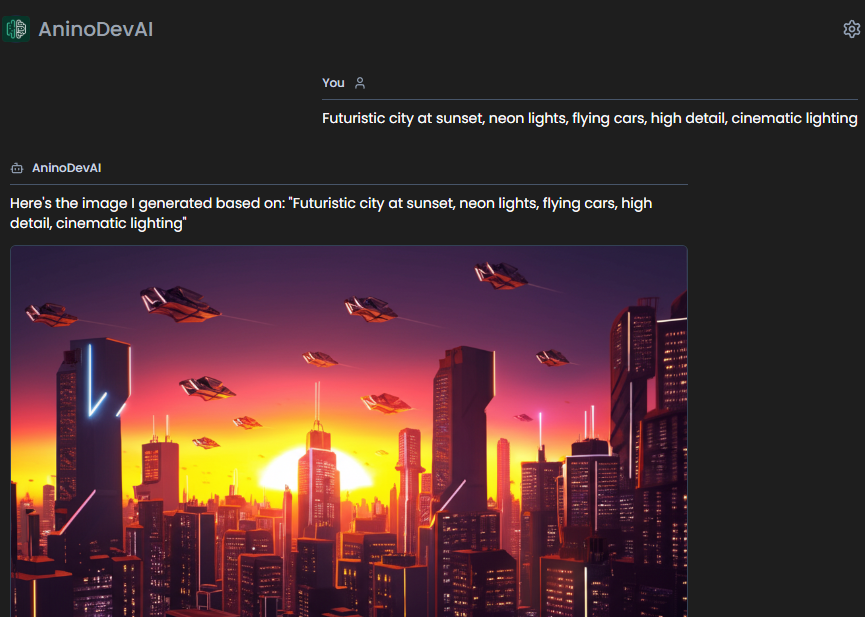 AninoDevAI
You
Futuristic city at sunset, neon lights, flying cars, high detail, cinematic lighting
AninoDevAI
Here's the image I generated based on: "Futuristic city at sunset, neon lights, flying cars, high
detail, cinematic lighting"